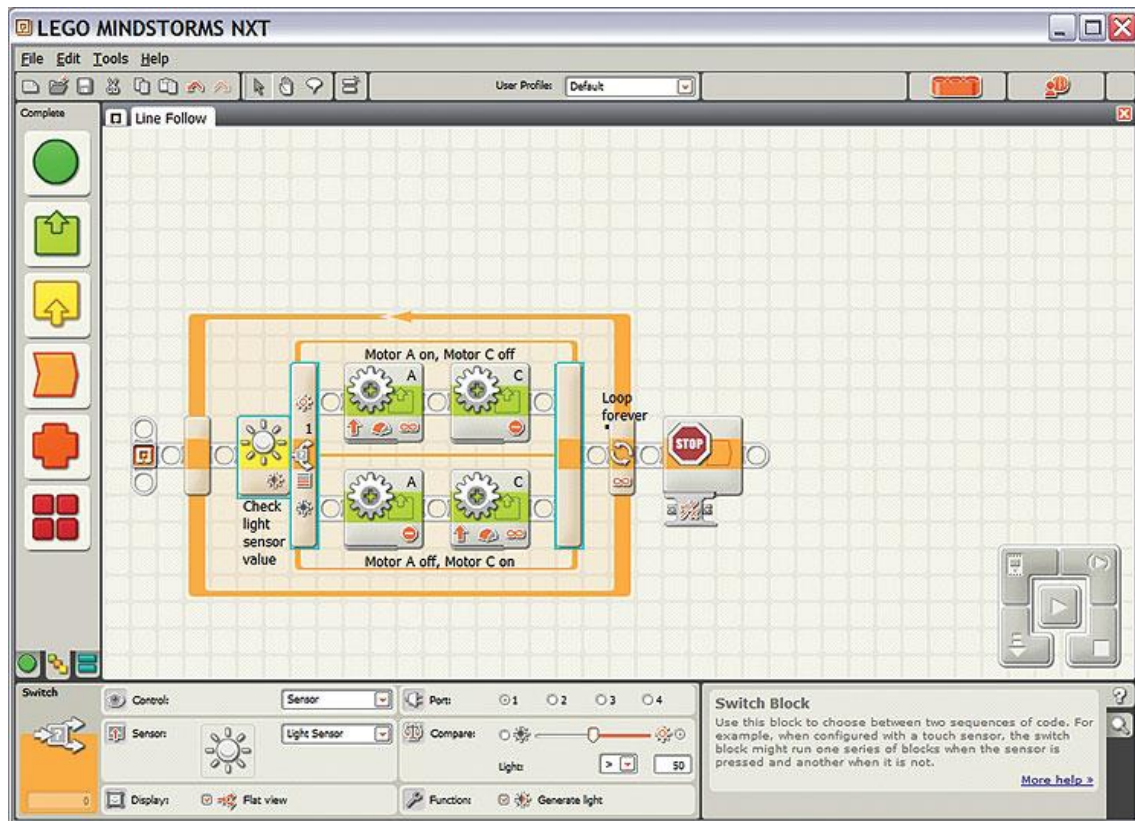 LEGO MINDSTORMS NXT
File Edit Tools Help
User Profile: Default
Complete
Line Follow
Motor A on, Motor C off
A
C
Loop
forever
1
STOP
A
C
Check
light
sensor
value
Motor A off, Motor C on
Switch
Control:
Sensor
Port:
1 2 3 4
Sensor:
Light Sensor
Compare:
Light:
> 50
Display:
Flat view
Function:
Generate light
0
Switch Block
Use this block to choose between two sequences of code. For
example, when configured with a touch sensor, the switch
block might run one series of blocks when the sensor is
pressed and another when it is not.
More help »